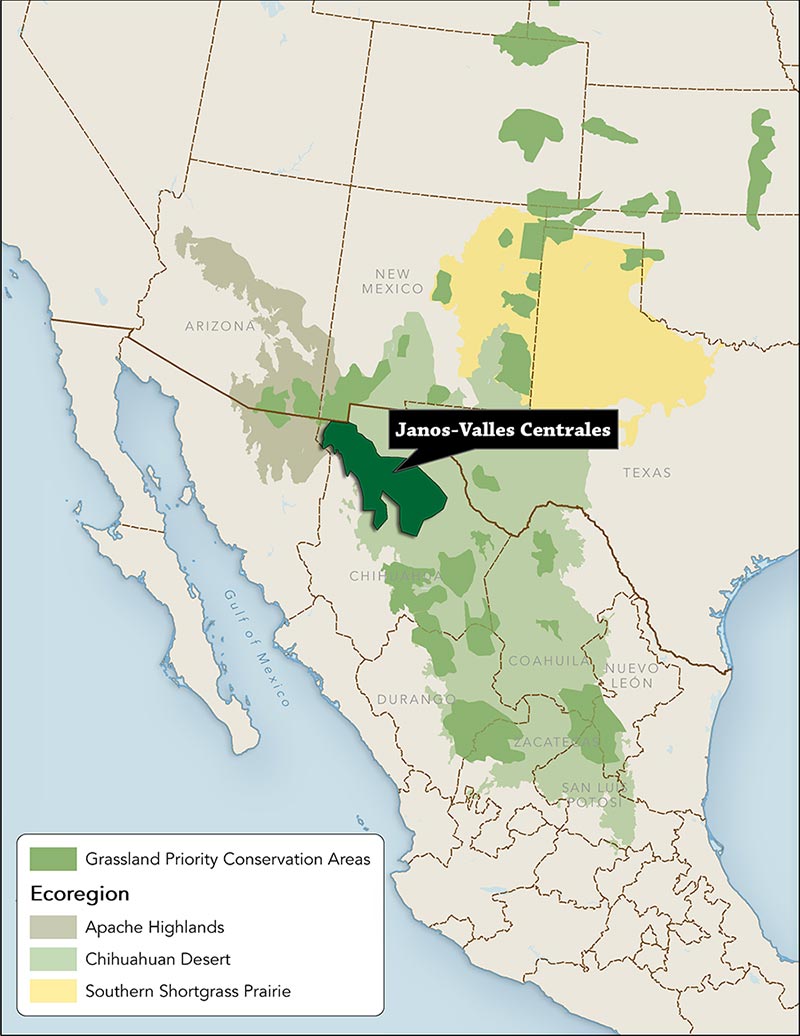 NEW
MEXICO
ARIZONA
Janos-Valles Centrales
TEXAS
CHIHUAHUA
Gulf of Mexico
COAHUILA
NUEVO
LEÓN
DURANGO
ZACATECAS
SAN LUIS
POTOSÍ
Grassland Priority Conservation Areas
Ecoregion
Apache Highlands
Chihuahuan Desert
Southern Shortgrass Prairie